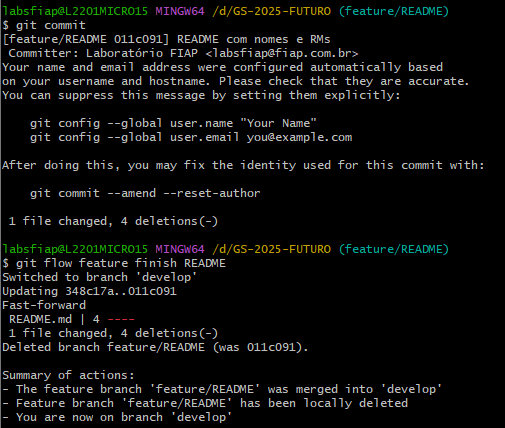 labsfiap@L2201MICRO15 MINGW64 /d/GS-2025-FUTURO (feature/README)
$ git commit
[feature/README 011c091] README com nomes e RMs
 Committer: Laboratório FIAP <labsfiap@fiap.com.br>
Your name and email address were configured automatically based
on your username and hostname. Please check that they are accurate.
You can suppress this message by setting them explicitly:

    git config --global user.name "Your Name"
    git config --global user.email you@example.com

After doing this, you may fix the identity used for this commit with:

    git commit --amend --reset-author

 1 file changed, 4 deletions(-)

labsfiap@L2201MICRO15 MINGW64 /d/GS-2025-FUTURO (feature/README)
$ git flow feature finish README
Switched to branch 'develop'
Updating 348c17a..011c091
Fast-forward
 README.md | 4 ----
 1 file changed, 4 deletions(-)
Deleted branch feature/README (was 011c091).

Summary of actions:
- The feature branch 'feature/README' was merged into 'develop'
- Feature branch 'feature/README' has been locally deleted
- You are now on branch 'develop'